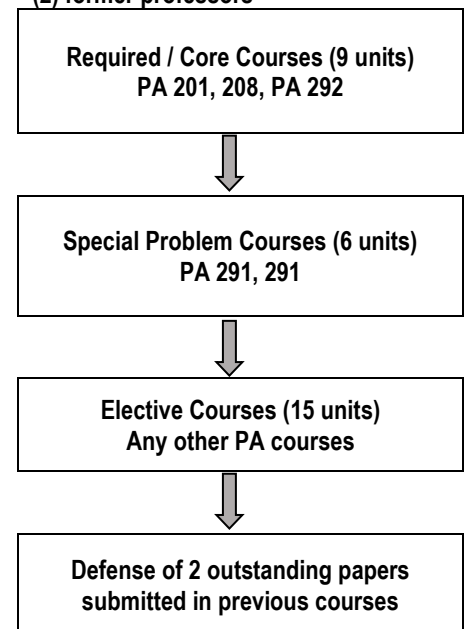 (2) former professors
Required / Core Courses (9 units)
PA 201, 208, PA 292
Special Problem Courses (6 units)
PA 291, 291
Elective Courses (15 units)
Any other PA courses
Defense of 2 outstanding papers
submitted in previous courses